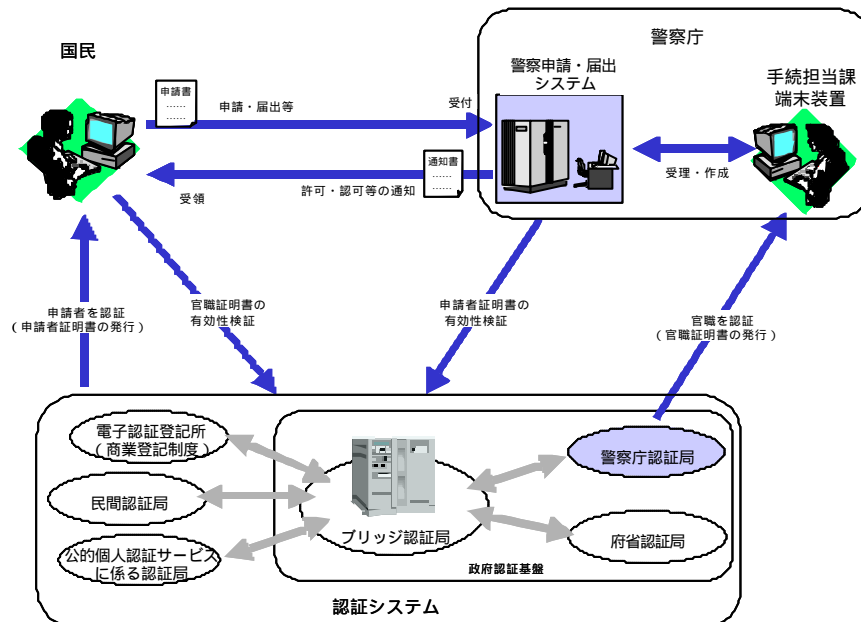 国民
警察庁
警察申請・届出
システム
手続担当課
端末装置
申請書
……
……
申請・届出等
受付
通知書
……
……
受領
許可・認可等の通知
受理・作成
申請者を認証
（申請者証明書の発行）
官職証明書の
有効性検証
申請者証明書の
有効性検証
官職を認証
（官職証明書の発行）
電子認証登記所
（商業登記制度）
民間認証局
公的個人認証サービス
に係る認証局
ブリッジ認証局
警察庁認証局
府省認証局
政府認証基盤
認証システム